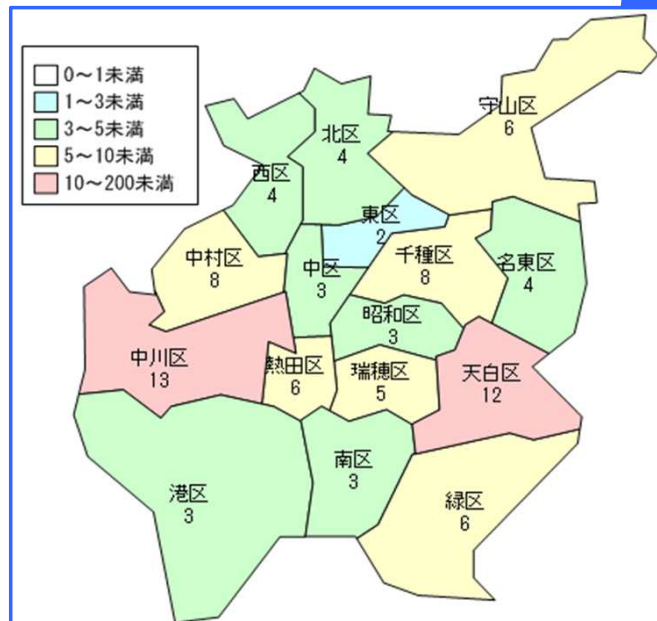 0～1未満
1～3未満
3～5未満
5～10未満
10～200未満
守山区
6
北区
4
西区
4
東区
2
中村区
8
中区
3
千種区
8
名東区
4
昭和区
3
中川区
13
熱田区
6
瑞穂区
5
天白区
12
港区
3
南区
3
緑区
6